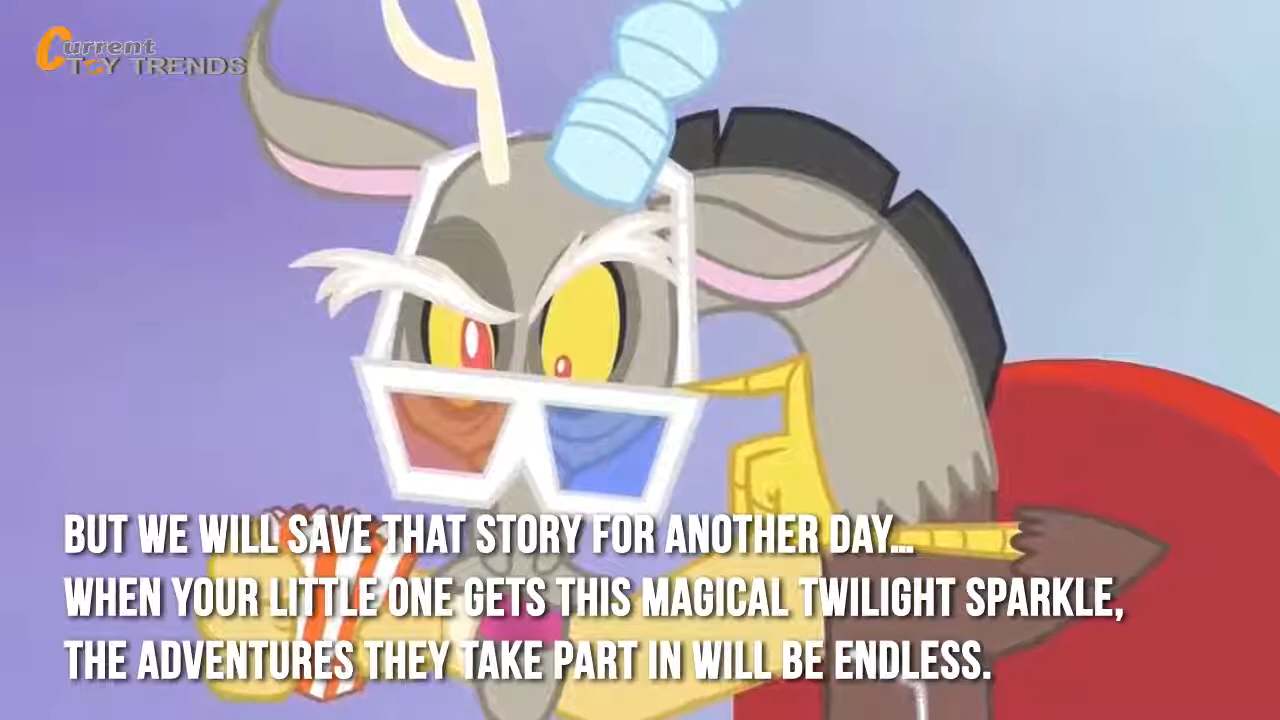 Current
TOY TRENDS
BUT WE WILL SAVE THAT STORY FOR ANOTHER DAY...
WHEN YOUR LITTLE ONE GETS THIS MAGICAL TWILIGHT SPARKLE,
THE ADVENTURES THEY TAKE PART IN WILL BE ENDLESS.